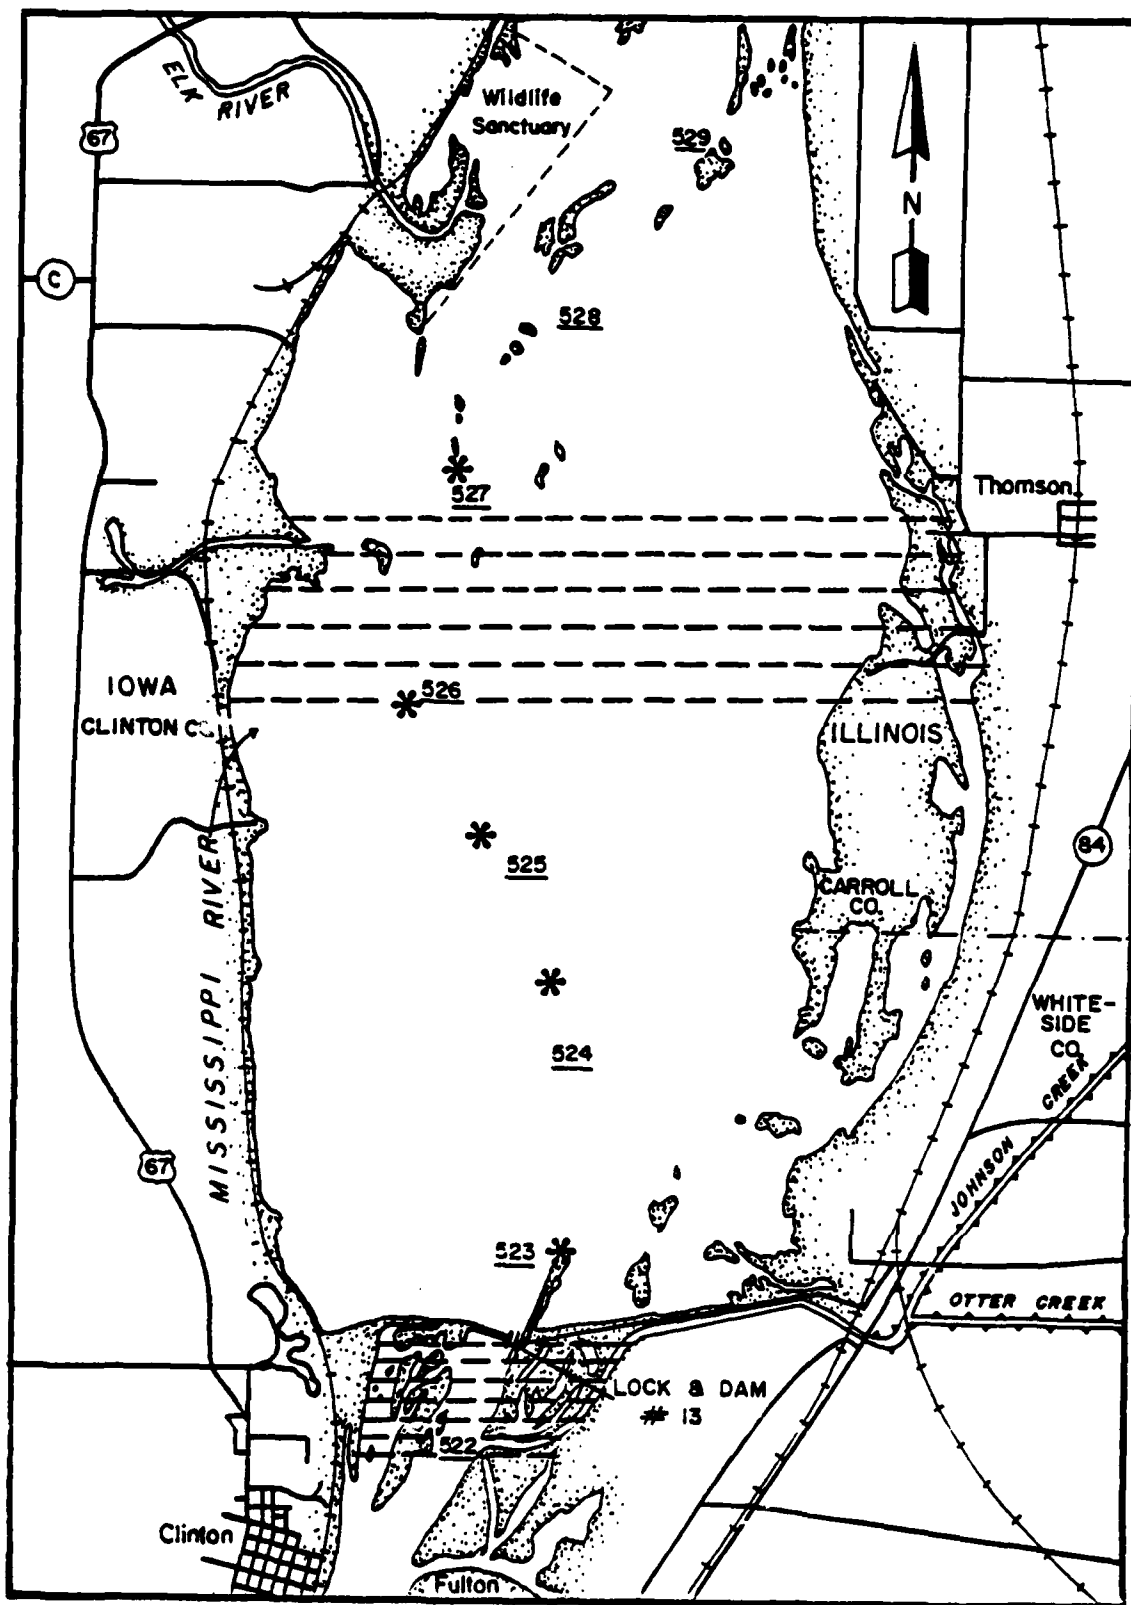 ELK
RIVER
Wildlife
Sanctuary
67
529
N
C
528
527
Thomson
526
IOWA
CLINTON CO.
ILLINOIS
84
525
CARROLL
CO.
MISSISSIPPI RIVER
WHITE-
SIDE
CO.
524
67
JOHNSON CREEK
523
OTTER CREEK
LOCK & DAM
# 13
522
Clinton
Fulton